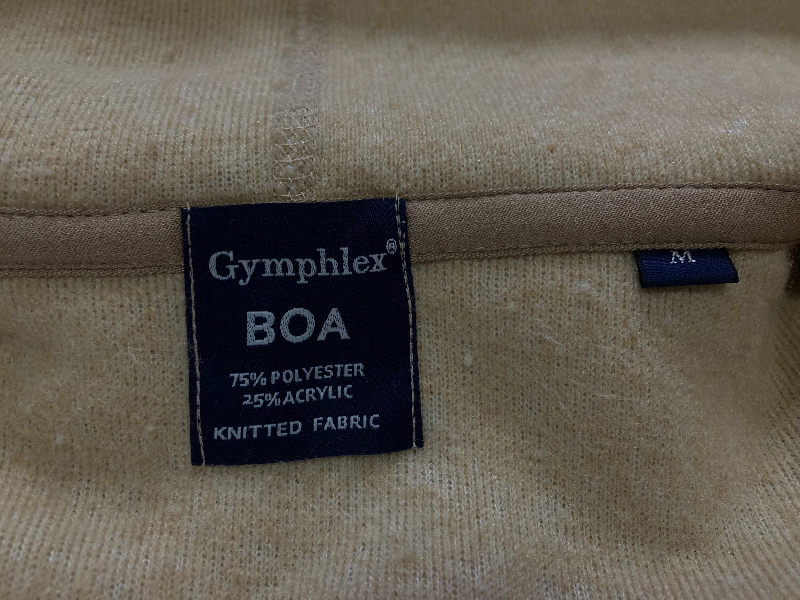 Gymphlex®
BOA
75% POLYESTER
25% ACRYLIC
KNITTED FABRIC
M